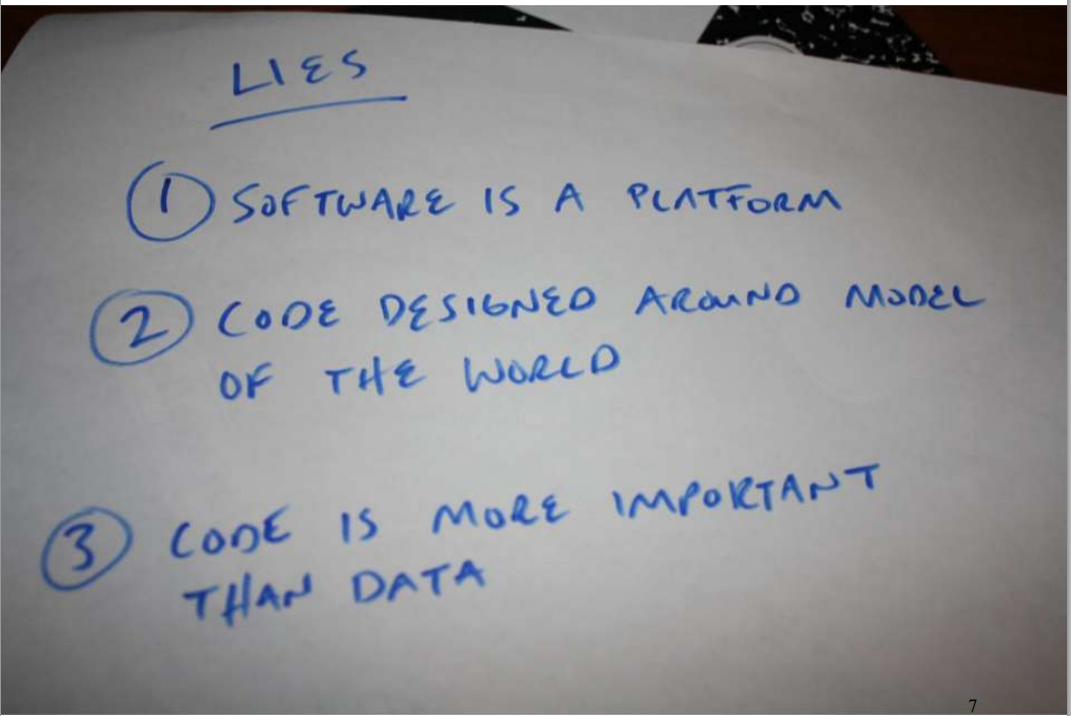 LIES
① SOFTWARE IS A PLATFORM
② CODE DESIGNED AROUND MODEL
OF THE WORLD
③ CODE IS MORE IMPORTANT
THAN DATA
7